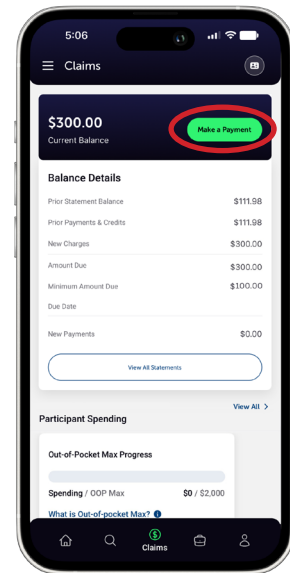 5:06
Claims
$300.00
Current Balance
Make a Payment
Balance Details
Prior Statement Balance $111.98
Prior Payments & Credits $111.98
New Charges $300.00
Amount Due $300.00
Minimum Amount Due $100.00
Due Date
New Payments $0.00
View All Statements
View All >
Participant Spending
Out-of-Pocket Max Progress
Spending / OOP Max $0 / $2,000
What is Out-of-pocket Max?
Claims